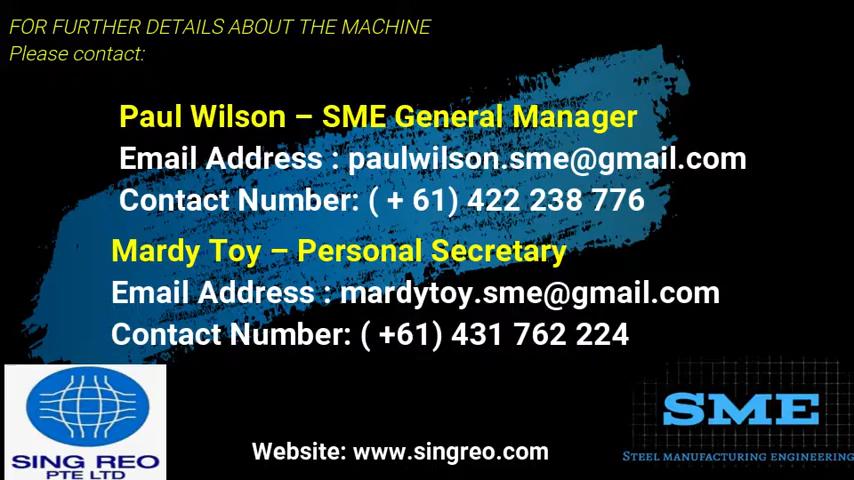 FOR FURTHER DETAILS ABOUT THE MACHINE
Please contact:
Paul Wilson – SME General Manager
Email Address : paulwilson.sme@gmail.com
Contact Number: ( + 61) 422 238 776
Mardy Toy – Personal Secretary
Email Address : mardytoy.sme@gmail.com
Contact Number: ( +61) 431 762 224
SING REO
PTE LTD
Website: www.singreo.com
SME
STEEL MANUFACTURING ENGINEERING